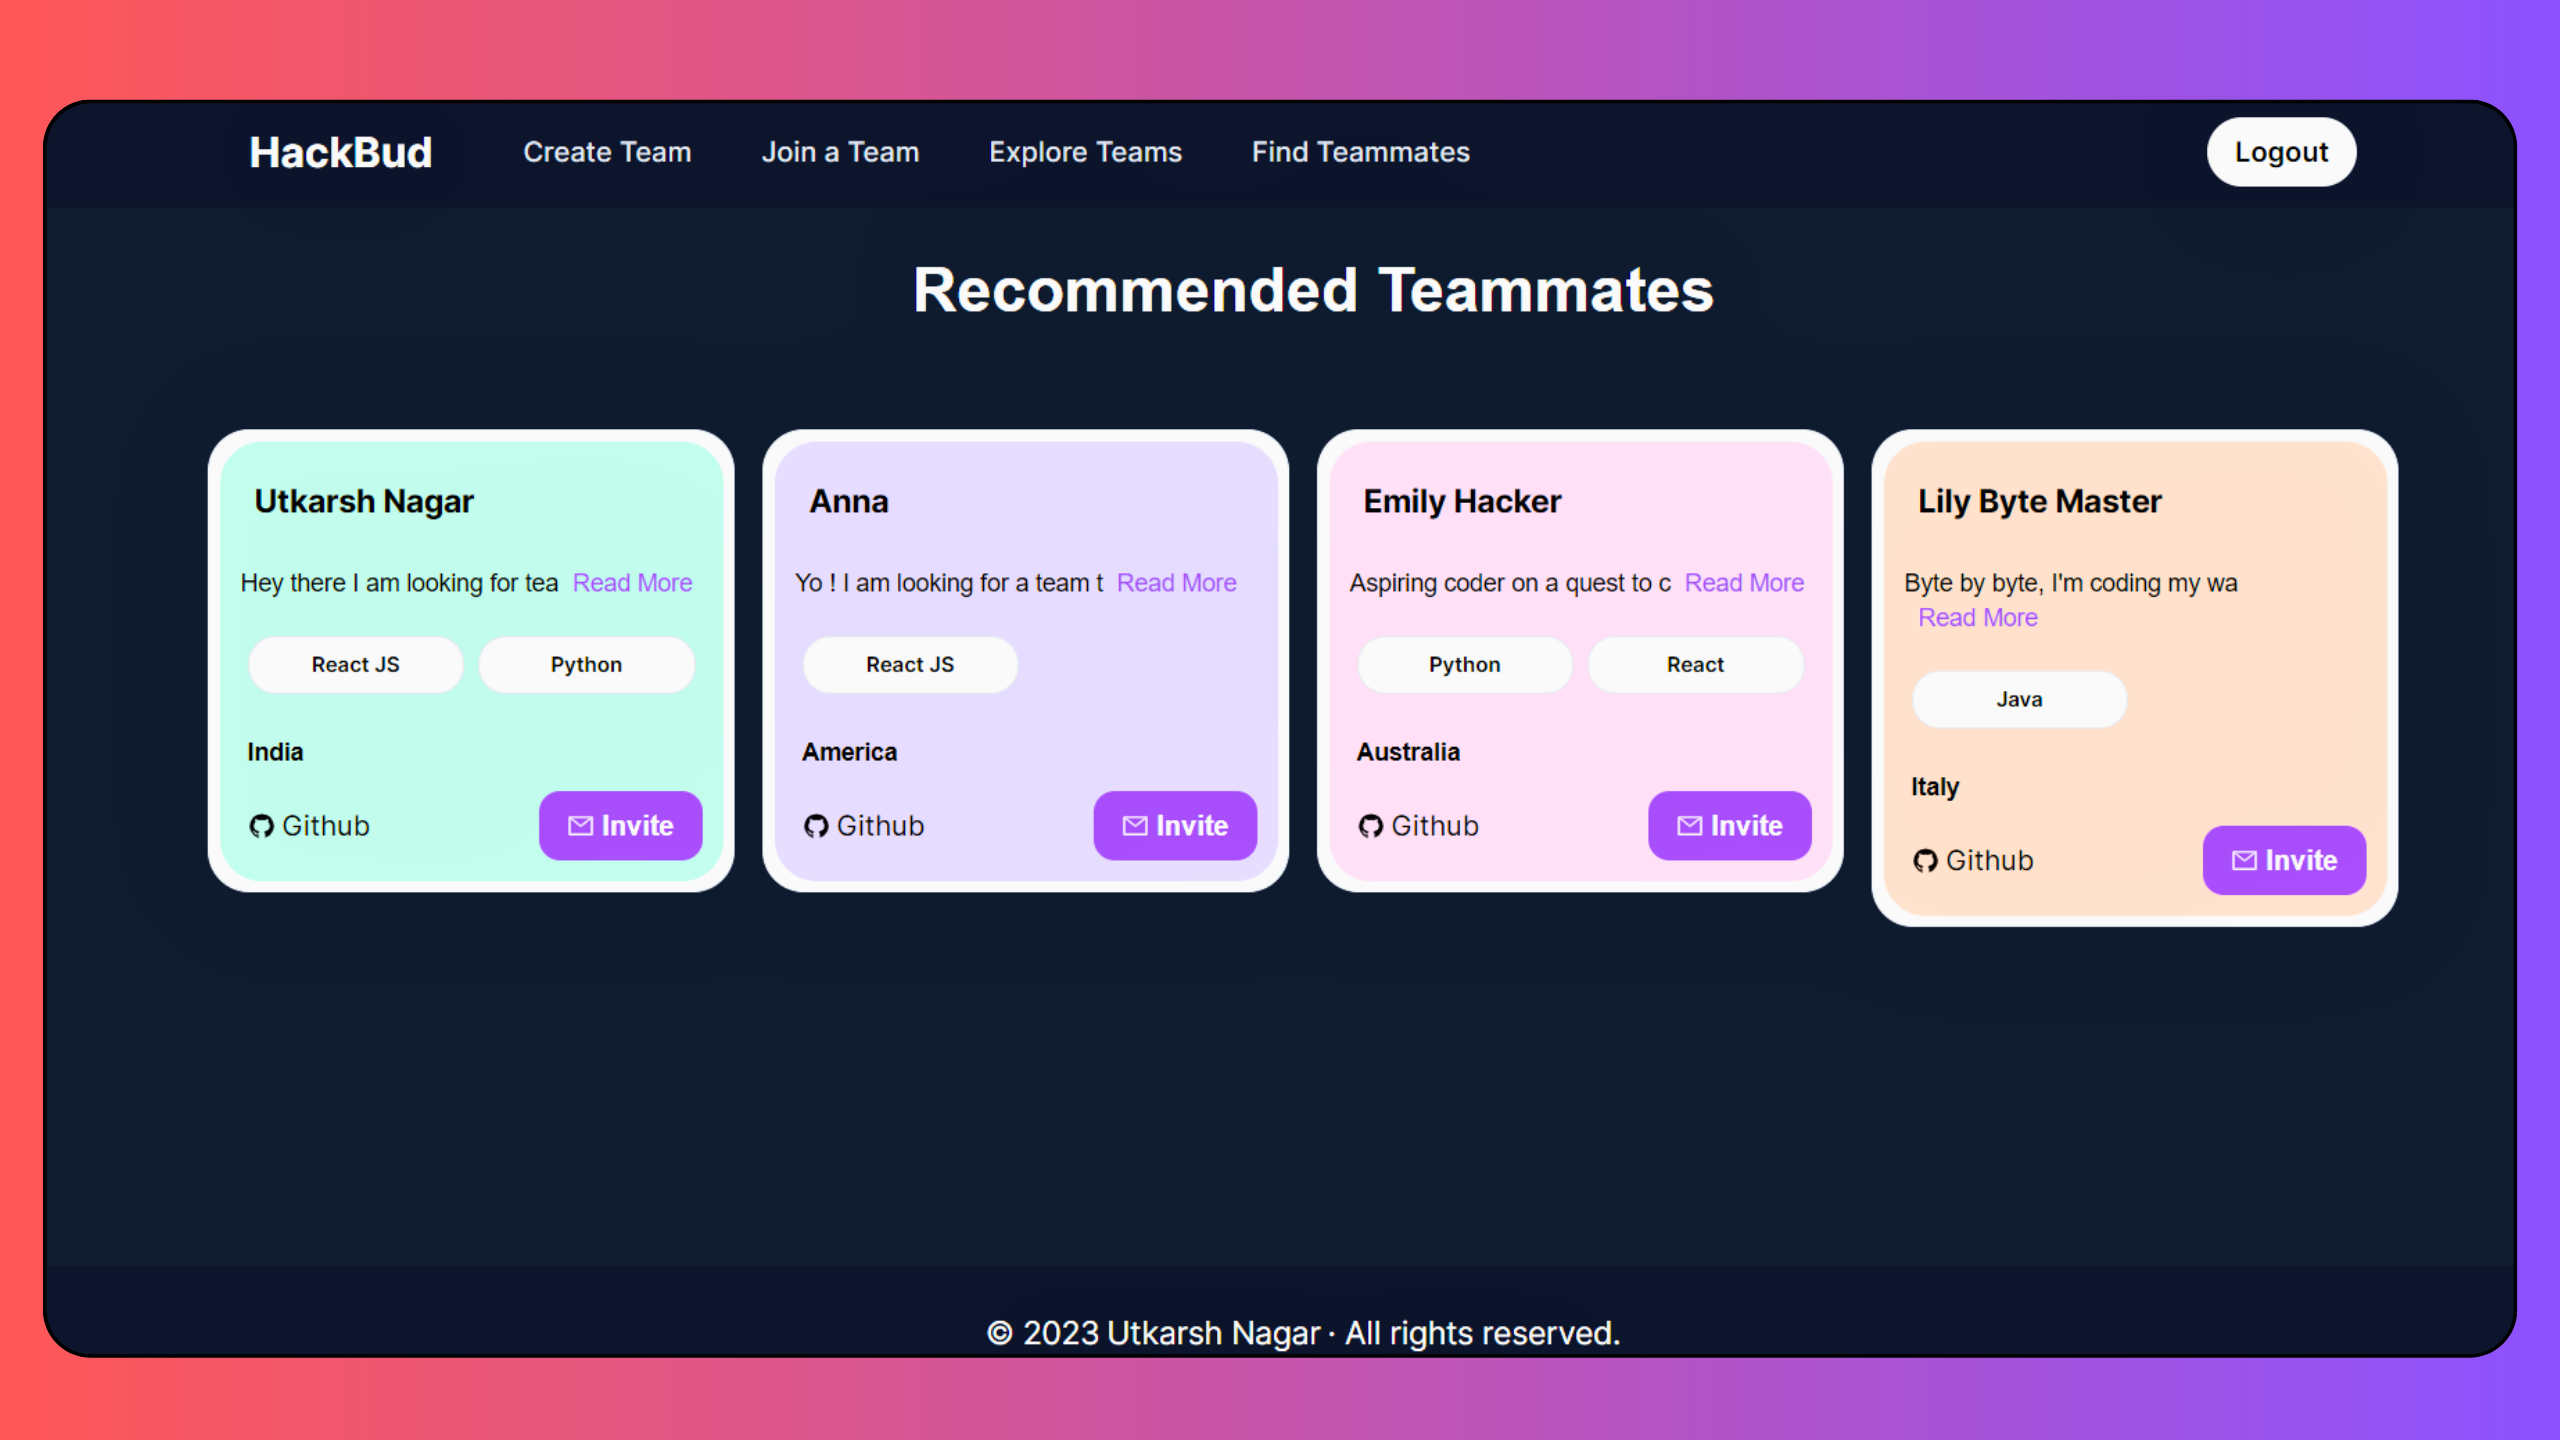 HackBud
Create Team
Join a Team
Explore Teams
Find Teammates
Logout
Recommended Teammates
Utkarsh Nagar
Hey there I am looking for tea Read More
React JS
Python
India
Github
Invite
Anna
Yo ! I am looking for a team t Read More
React JS
America
Github
Invite
Emily Hacker
Aspiring coder on a quest to c Read More
Python
React
Australia
Github
Invite
Lily Byte Master
Byte by byte, I'm coding my wa
Read More
Java
Italy
Github
Invite
© 2023 Utkarsh Nagar · All rights reserved.